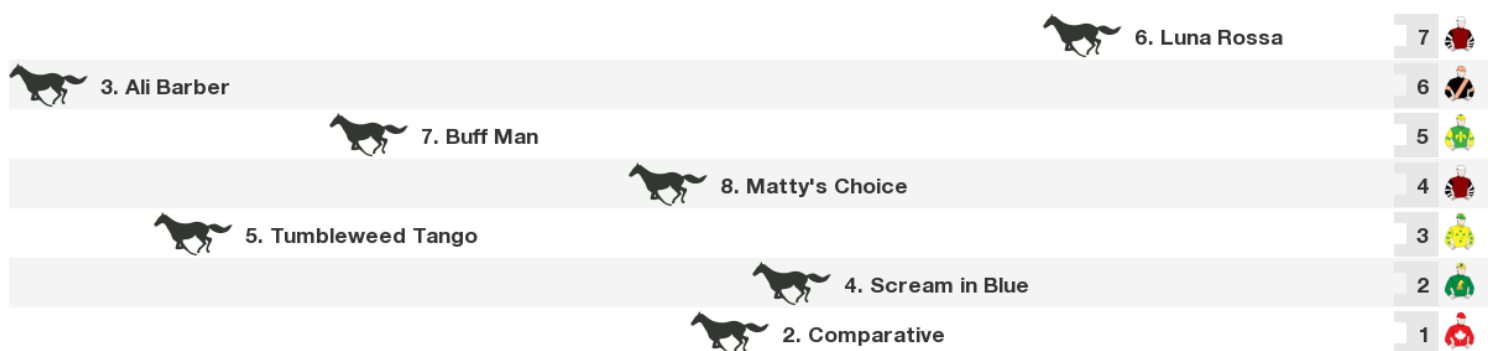 6. Luna Rossa 7
3. Ali Barber 6
7. Buff Man 5
8. Matty's Choice 4
5. Tumbleweed Tango 3
4. Scream in Blue 2
2. Comparative 1